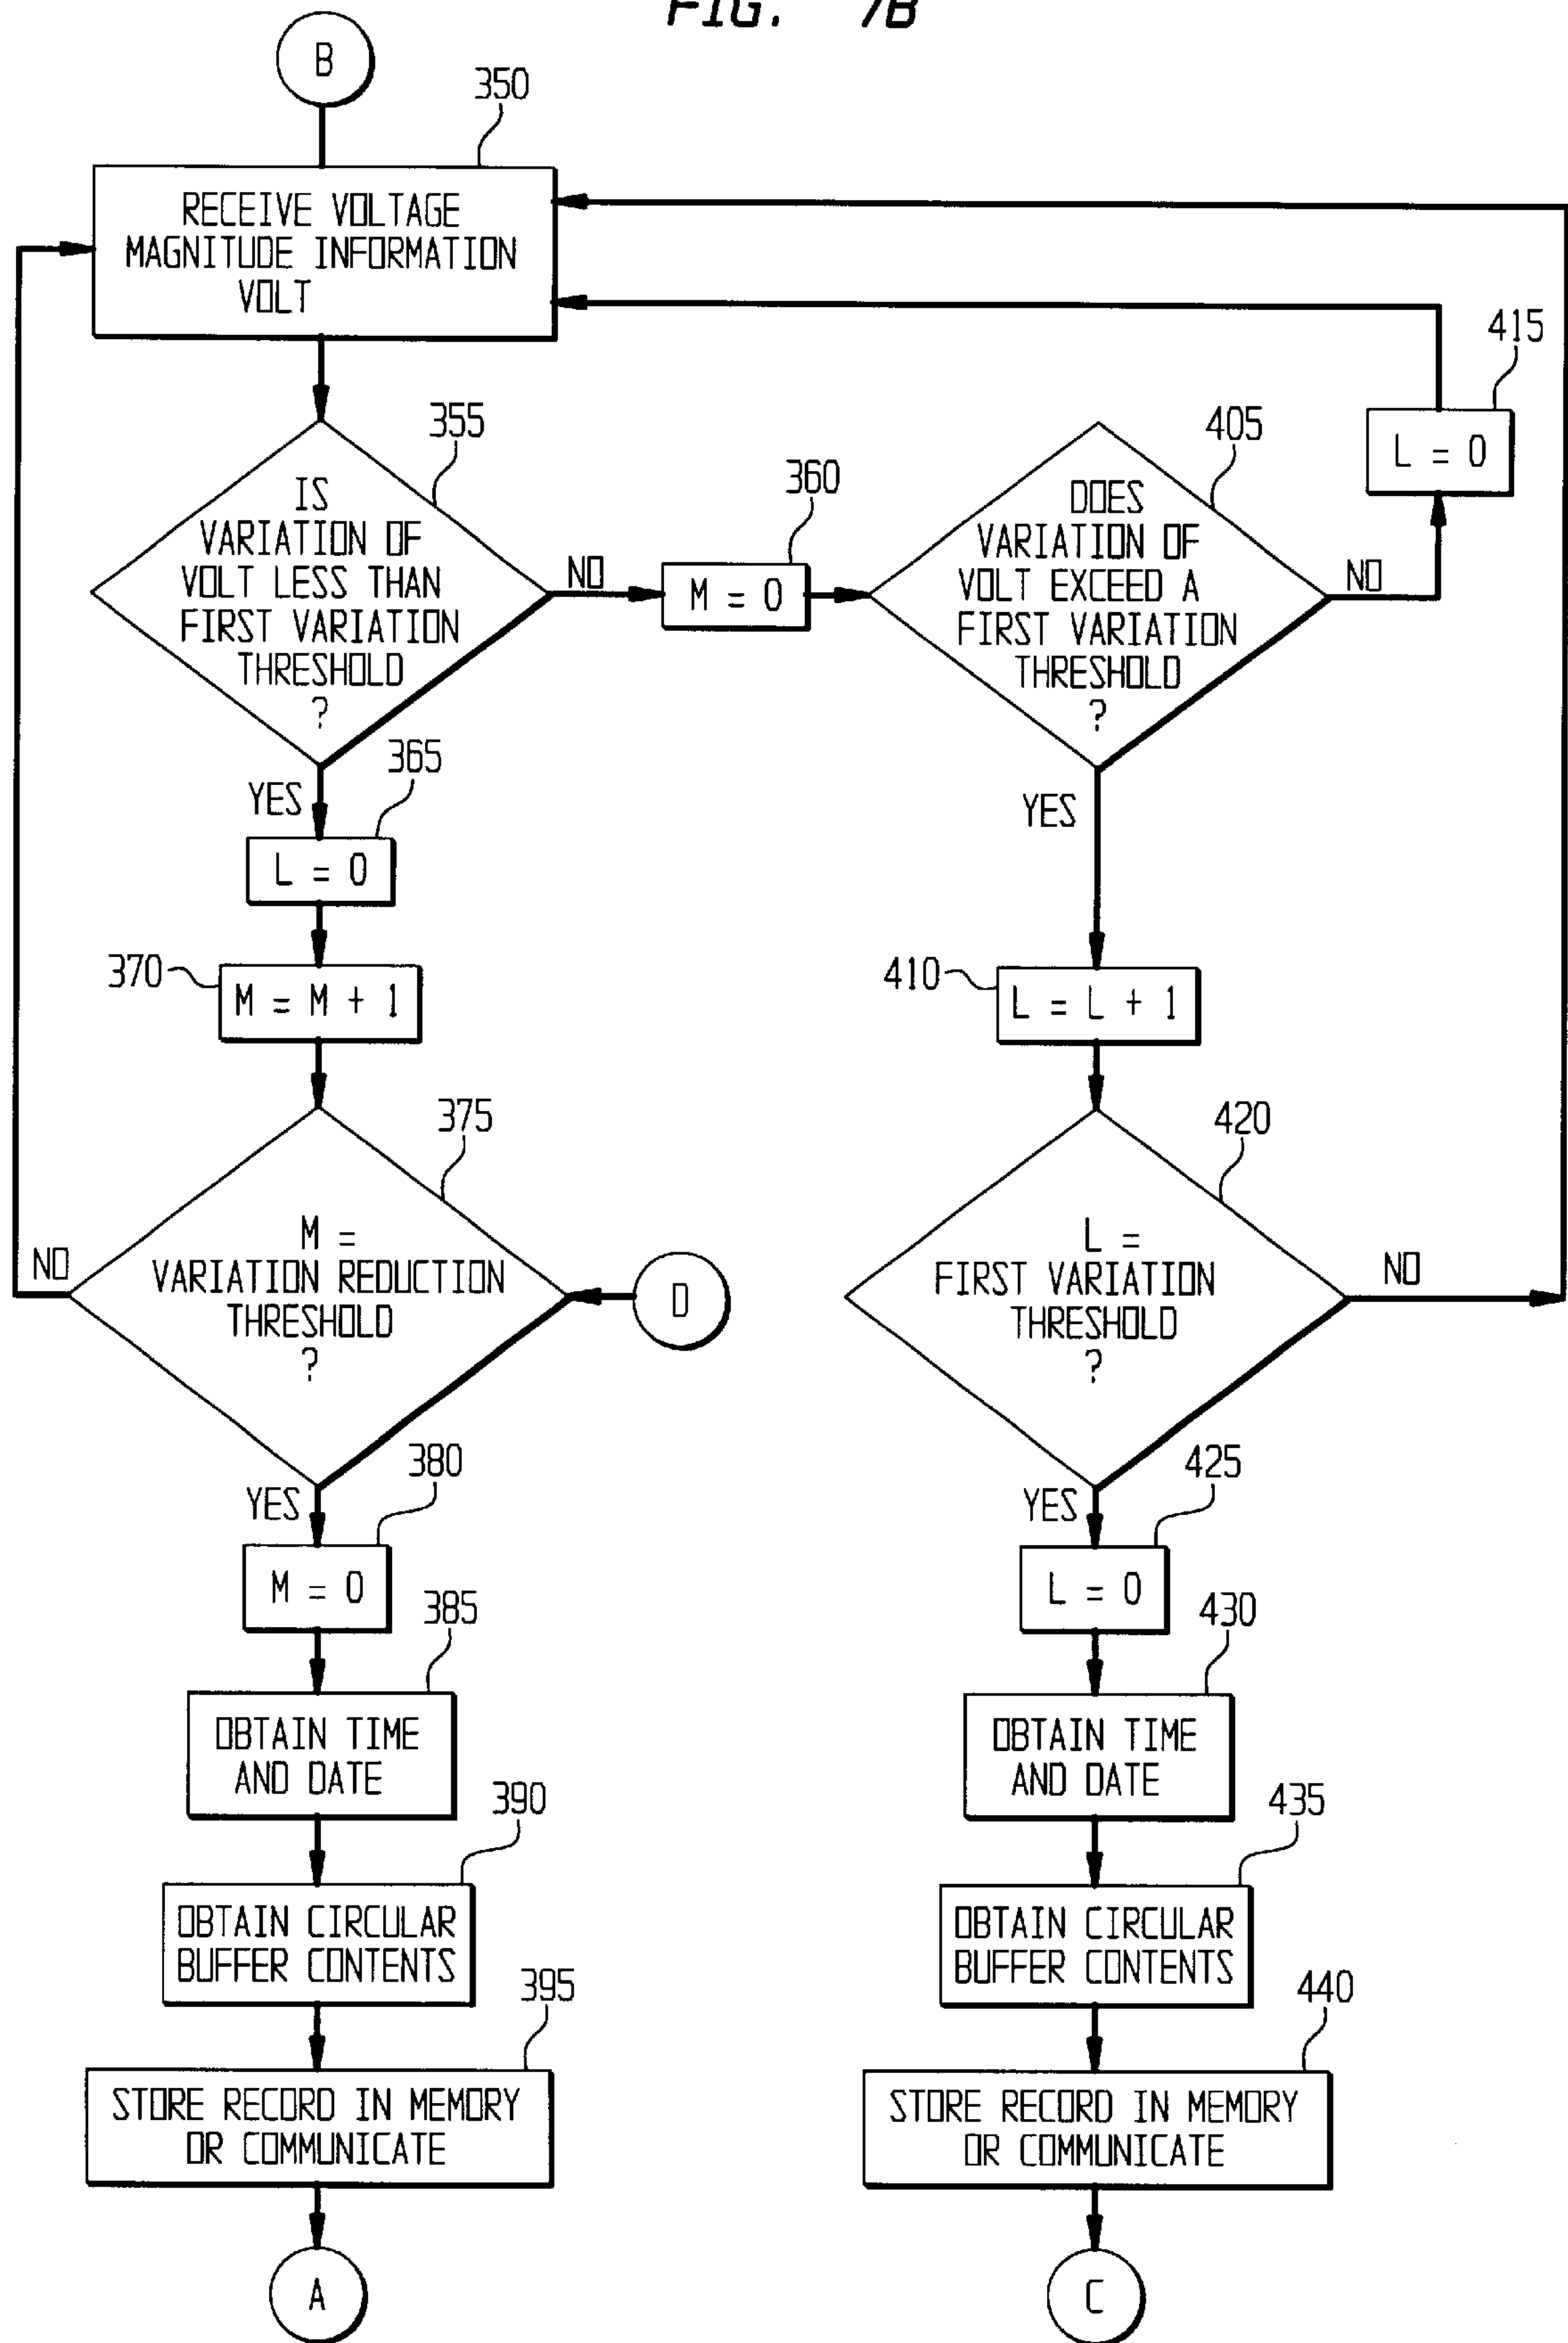 FIG. 7B
B
350
RECEIVE VOLTAGE
MAGNITUDE INFORMATION
VOLT
415
L = 0
355
IS
VARIATION OF
VOLT LESS THAN
FIRST VARIATION
THRESHOLD
?
NO
360
M = 0
405
DOES
VARIATION OF
VOLT EXCEED A
FIRST VARIATION
THRESHOLD
?
NO
YES
365
L = 0
YES
370
M = M + 1
410
L = L + 1
375
M =
VARIATION REDUCTION
THRESHOLD
?
NO
D
420
L =
FIRST VARIATION
THRESHOLD
?
NO
YES
380
M = 0
YES
425
L = 0
385
OBTAIN TIME
AND DATE
430
OBTAIN TIME
AND DATE
390
OBTAIN CIRCULAR
BUFFER CONTENTS
435
OBTAIN CIRCULAR
BUFFER CONTENTS
395
STORE RECORD IN MEMORY
OR COMMUNICATE
440
STORE RECORD IN MEMORY
OR COMMUNICATE
A
C